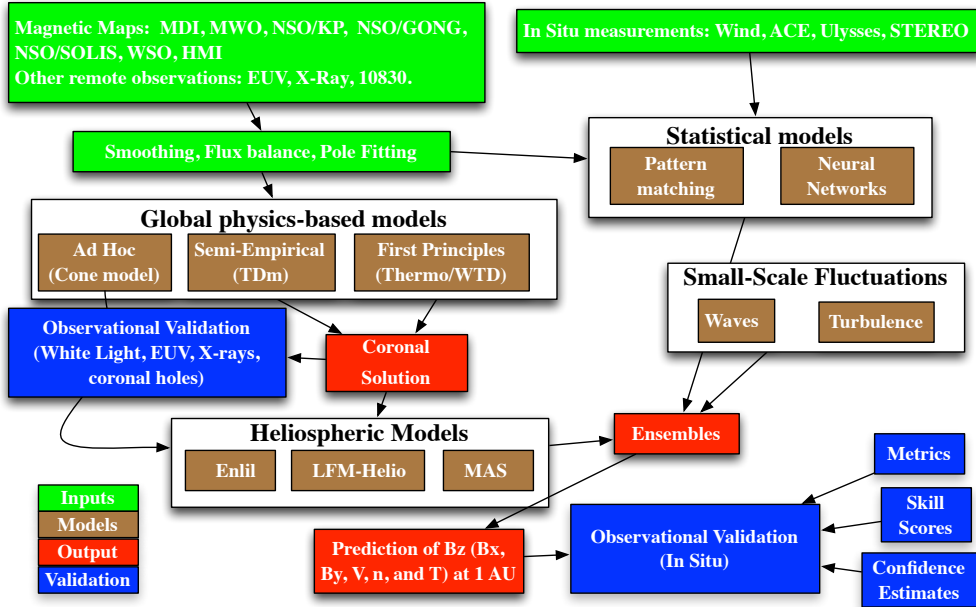 Magnetic Maps: MDI, MWO, NSO/KP, NSO/GONG,
NSO/SOLIS, WSO, HMI
Other remote observations: EUV, X-Ray, 10830.
In Situ measurements: Wind, ACE, Ulysses, STEREO
Smoothing, Flux balance, Pole Fitting
Statistical models
Pattern
matching
Neural
Networks
Global physics-based models
Ad Hoc
(Cone model)
Semi-Empirical
(TDm)
First Principles
(Thermo/WTD)
Small-Scale Fluctuations
Waves
Turbulence
Observational Validation
(White Light, EUV, X-rays,
coronal holes)
Coronal
Solution
Heliospheric Models
Enlil
LFM-Helio
MAS
Ensembles
Metrics
Skill
Scores
Confidence
Estimates
Inputs
Models
Output
Validation
Prediction of Bz (Bx,
By, V, n, and T) at 1 AU
Observational Validation
(In Situ)